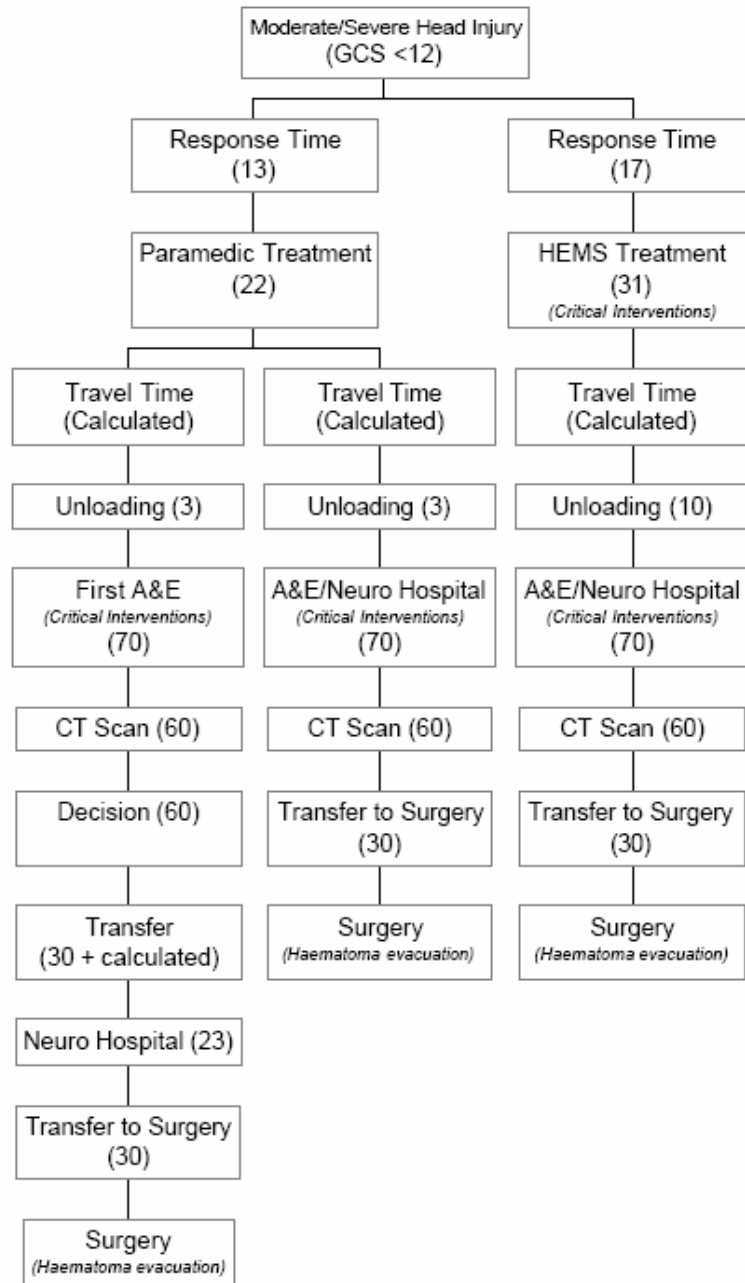 Moderate/Severe Head Injury
(GCS <12)
Response Time
(13)
Response Time
(17)
Paramedic Treatment
(22)
HEMS Treatment
(31)
(Critical Interventions)
Travel Time
(Calculated)
Travel Time
(Calculated)
Travel Time
(Calculated)
Unloading (3)
Unloading (3)
Unloading (10)
First A&E
(Critical Interventions)
(70)
A&E/Neuro Hospital
(Critical Interventions)
(70)
A&E/Neuro Hospital
(Critical Interventions)
(70)
CT Scan (60)
CT Scan (60)
CT Scan (60)
Decision (60)
Transfer to Surgery
(30)
Transfer to Surgery
(30)
Transfer
(30 + calculated)
Surgery
(Haematoma evacuation)
Surgery
(Haematoma evacuation)
Neuro Hospital (23)
Transfer to Surgery
(30)
Surgery
(Haematoma evacuation)